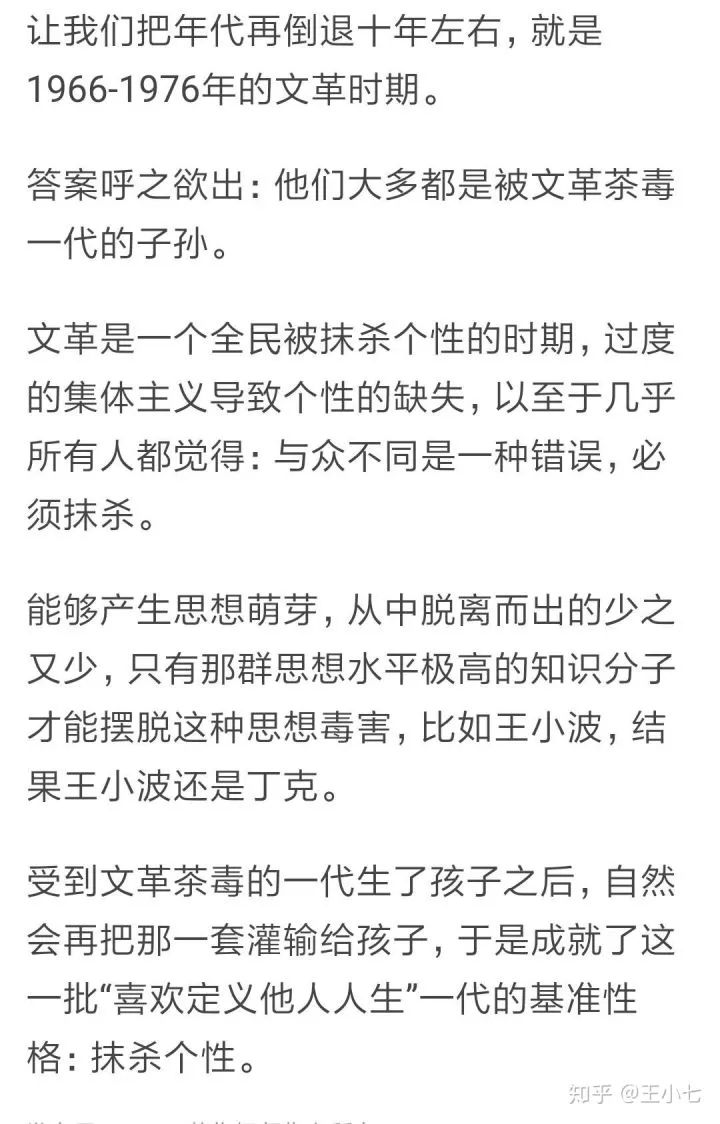 让我们把年代再倒退十年左右，就是
1966-1976年的文革时期。
答案呼之欲出：他们大多都是被文革茶毒
一代的子孙。
文革是一个全民被抹杀个性的时期，过度
的集体主义导致个性的缺失，以至于几乎
所有人都觉得：与众不同是一种错误，必
须抹杀。
能够产生思想萌芽，从中脱离而出的少之
又少，只有那群思想水平极高的知识分子
才能摆脱这种思想毒害，比如王小波，结
果王小波还是丁克。
受到文革茶毒的一代生了孩子之后，自然
会再把那一套灌输给孩子，于是成就了这
一批“喜欢定义他人人生”一代的基准性
格：抹杀个性。
知乎 @王小七